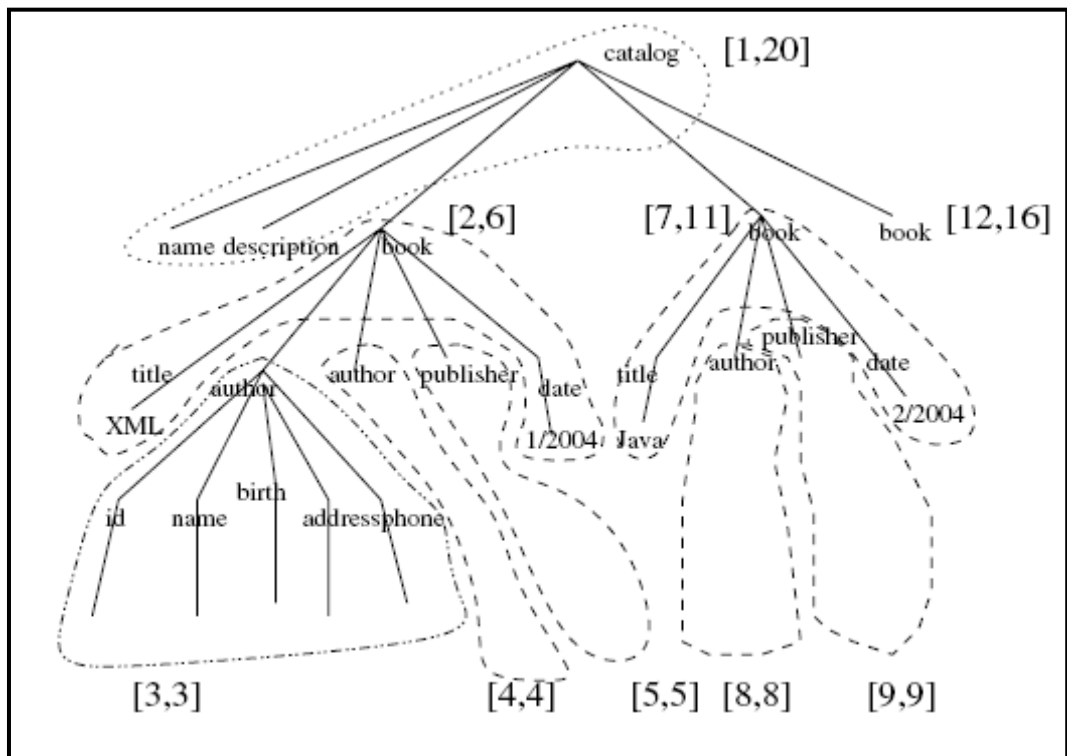 catalog [1,20]
[2,6] [7,11] [12,16]
name description book book book
title author author publisher date title author publisher date
XML 1/2004 Java 2/2004
birth
id name addressphone
[3,3] [4,4] [5,5] [8,8] [9,9]